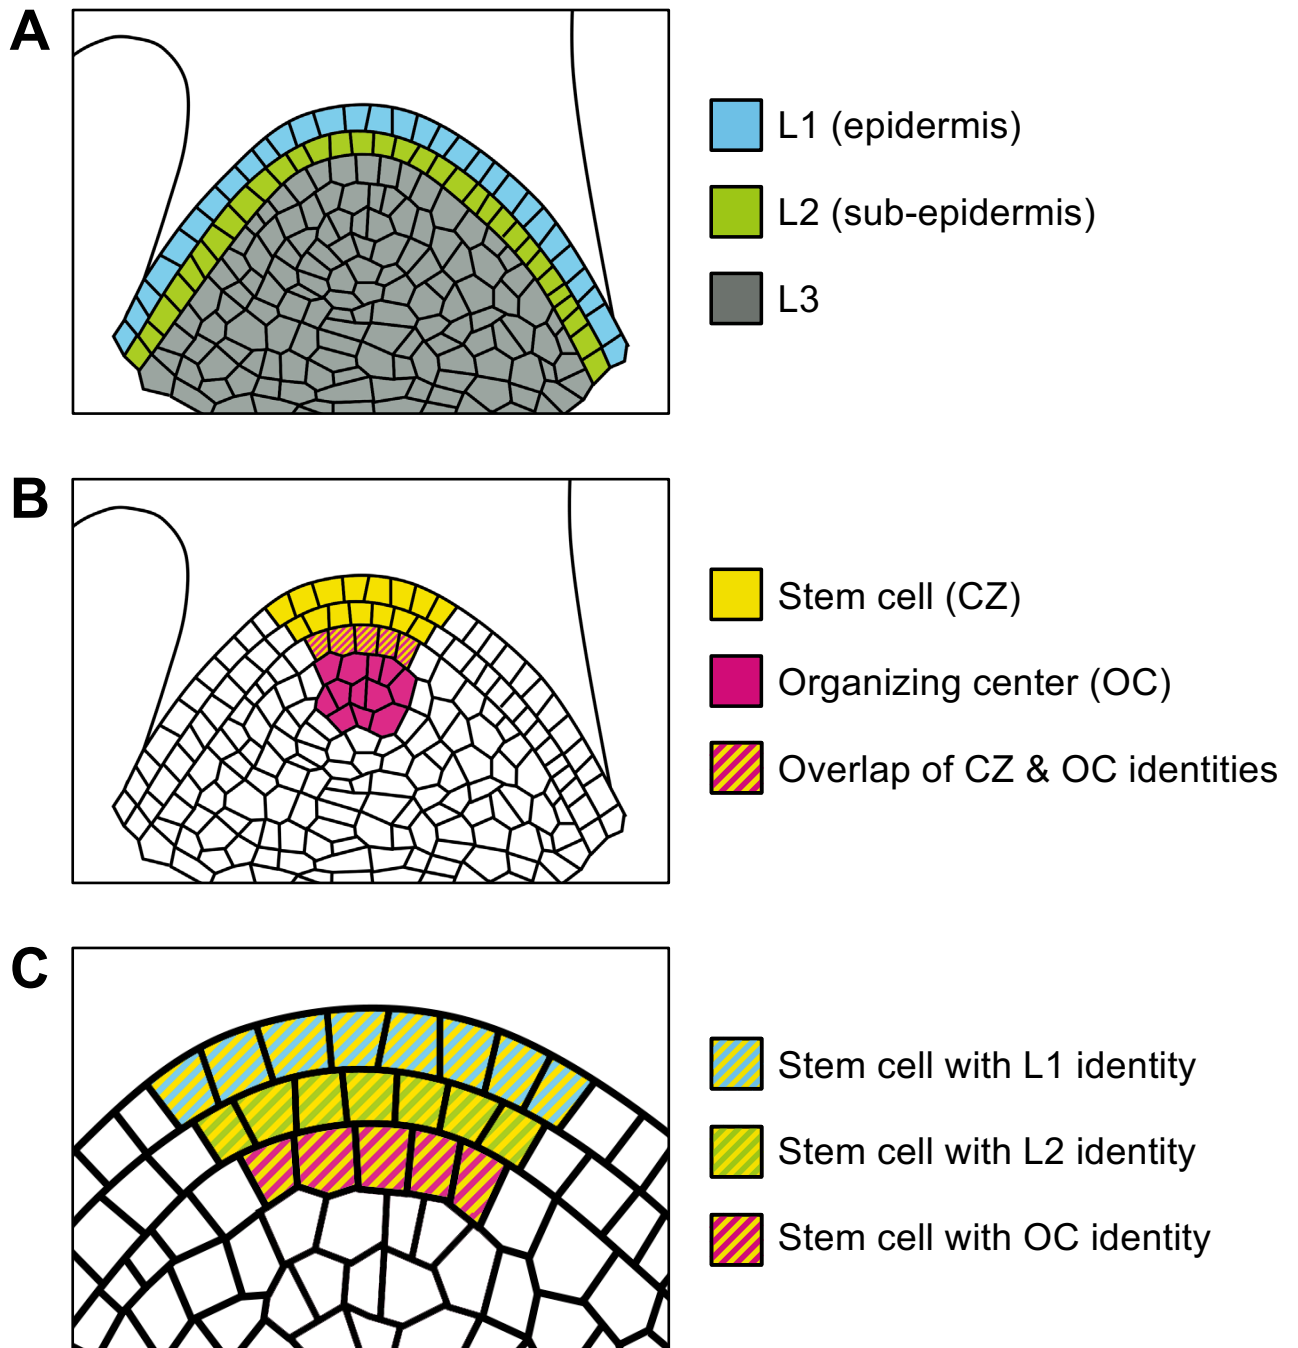 A
L1 (epidermis)
L2 (sub-epidermis)
L3
B
Stem cell (CZ)
Organizing center (OC)
Overlap of CZ & OC identities
C
Stem cell with L1 identity
Stem cell with L2 identity
Stem cell with OC identity